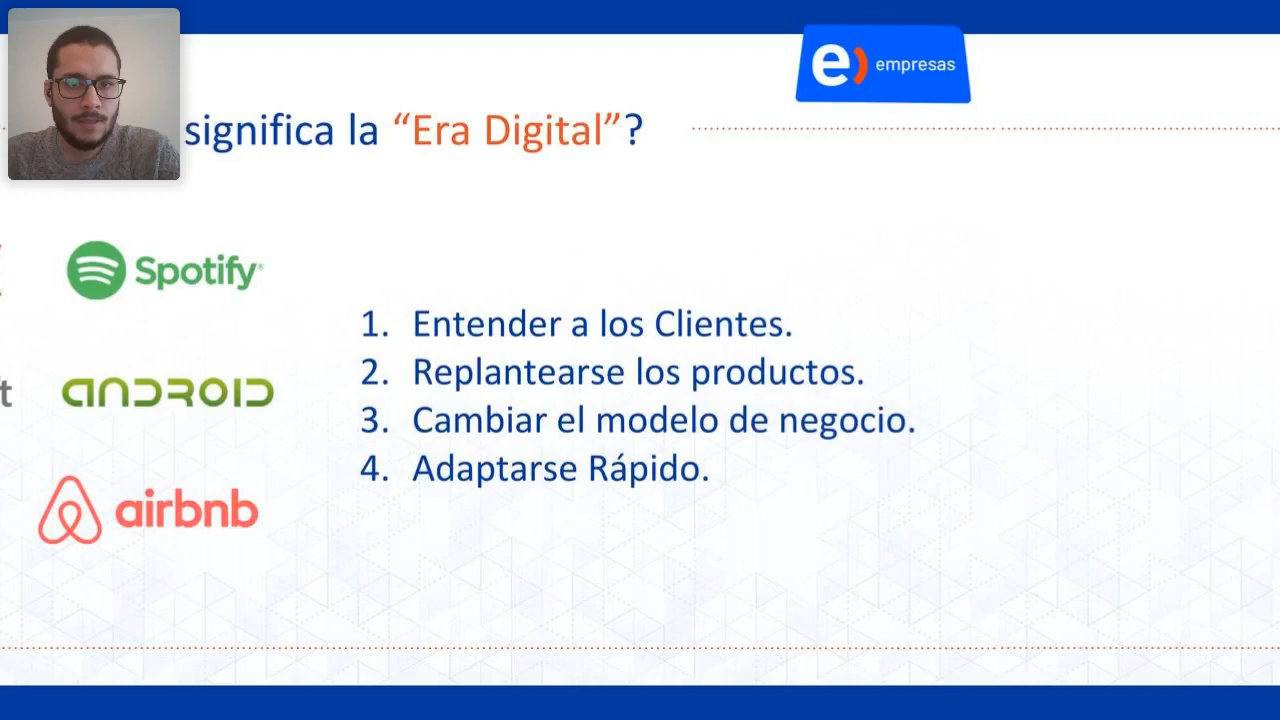 e) empresas
significa la “Era Digital”?
Spotify
1. Entender a los Clientes.
2. Replantearse los productos.
t
ANDROID
3. Cambiar el modelo de negocio.
4. Adaptarse Rápido.
airbnb